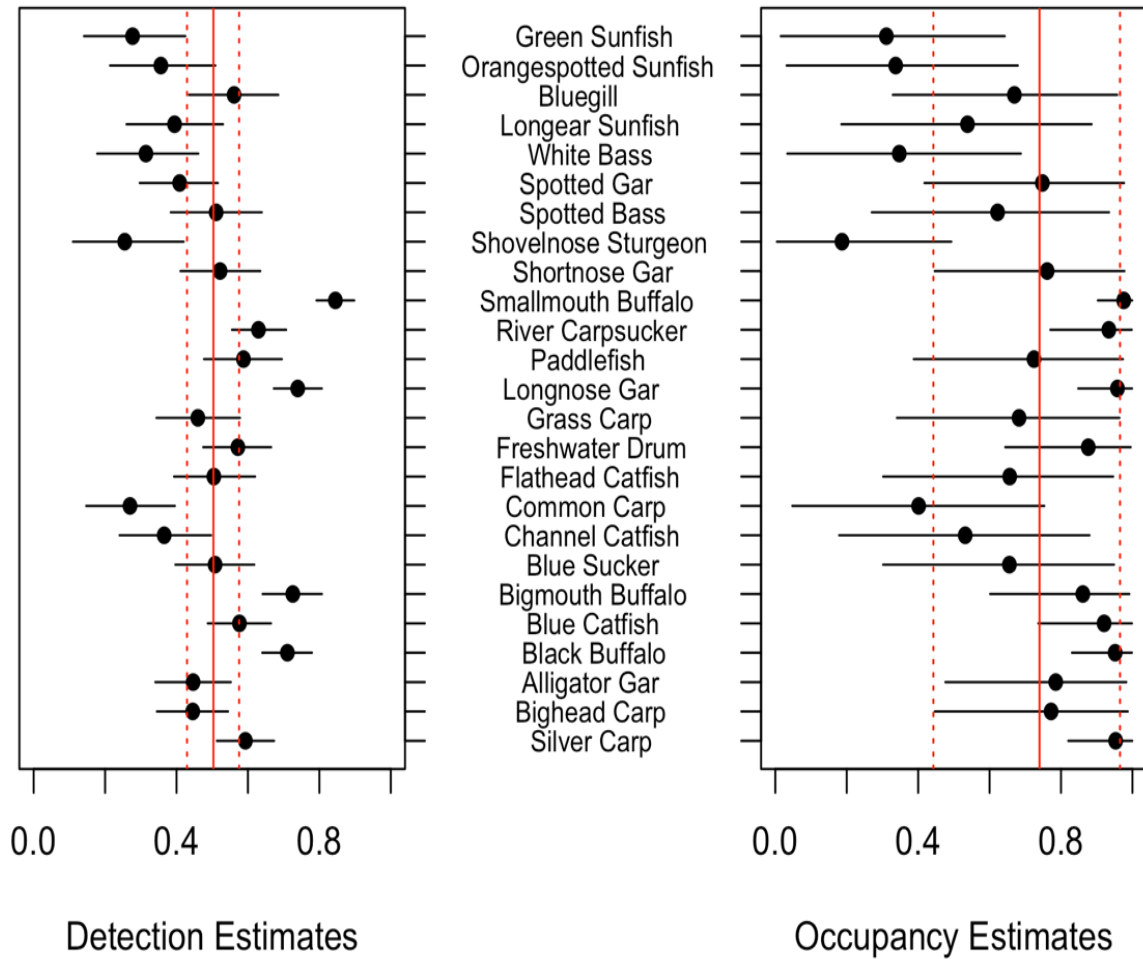 Green Sunfish
Orangespotted Sunfish
Bluegill
Longear Sunfish
White Bass
Spotted Gar
Spotted Bass
Shovelnose Sturgeon
Shortnose Gar
Smallmouth Buffalo
River Carpsucker
Paddlefish
Longnose Gar
Grass Carp
Freshwater Drum
Flathead Catfish
Common Carp
Channel Catfish
Blue Sucker
Bigmouth Buffalo
Blue Catfish
Black Buffalo
Alligator Gar
Bighead Carp
Silver Carp
0.0 0.4 0.8 0.0 0.4 0.8
Detection Estimates Occupancy Estimates